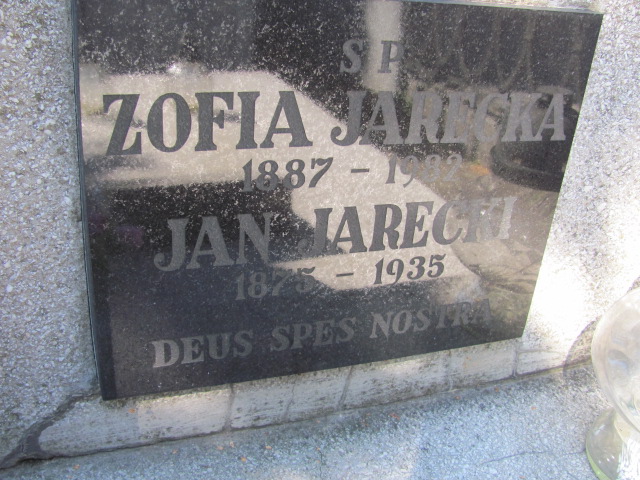 S P
ZOFIA JARECKA
1887 –
JAN JARECKI
1875 – 1935
DEUS SPES NOSTRA